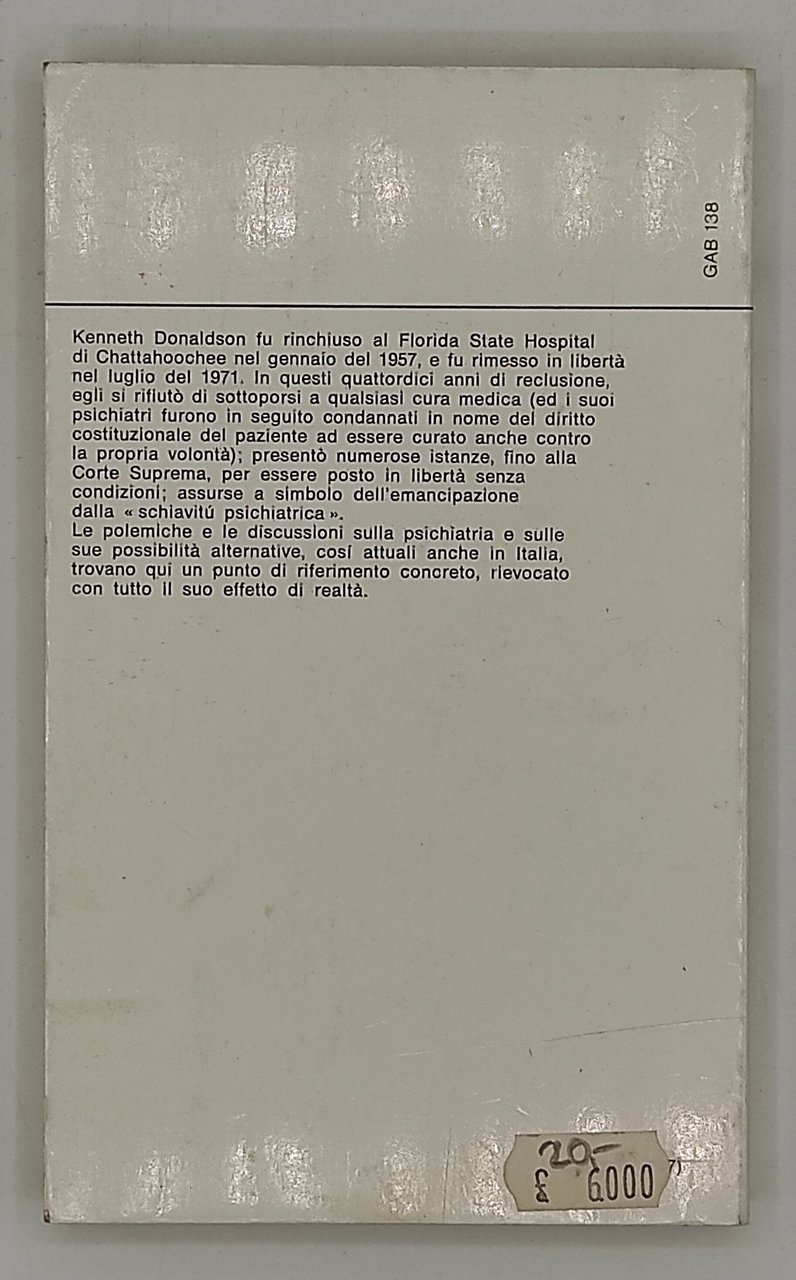 GAB 138
Kenneth Donaldson fu rinchiuso al Florida State Hospital
di Chattahoochee nel gennaio del 1957, e fu rimesso in libertà
nel luglio del 1971. In questi quattordici anni di reclusione,
egli si rifiutò di sottoporsi a qualsiasi cura medica (ed i suoi
psichiatri furono in seguito condannati in nome del diritto
costituzionale del paziente ad essere curato anche contro
la propria volontà); presentò numerose istanze, fino alla
Corte Suprema, per essere posto in libertà senza
condizioni; assurse a simbolo dell'emancipazione
dalla « schiavitú psichiatrica ».
Le polemiche e le discussioni sulla psichiatria e sulle
sue possibilità alternative, cosí attuali anche in Italia,
trovano qui un punto di riferimento concreto, rievocato
con tutto il suo effetto di realtà.
20,-
£ 6000
7)